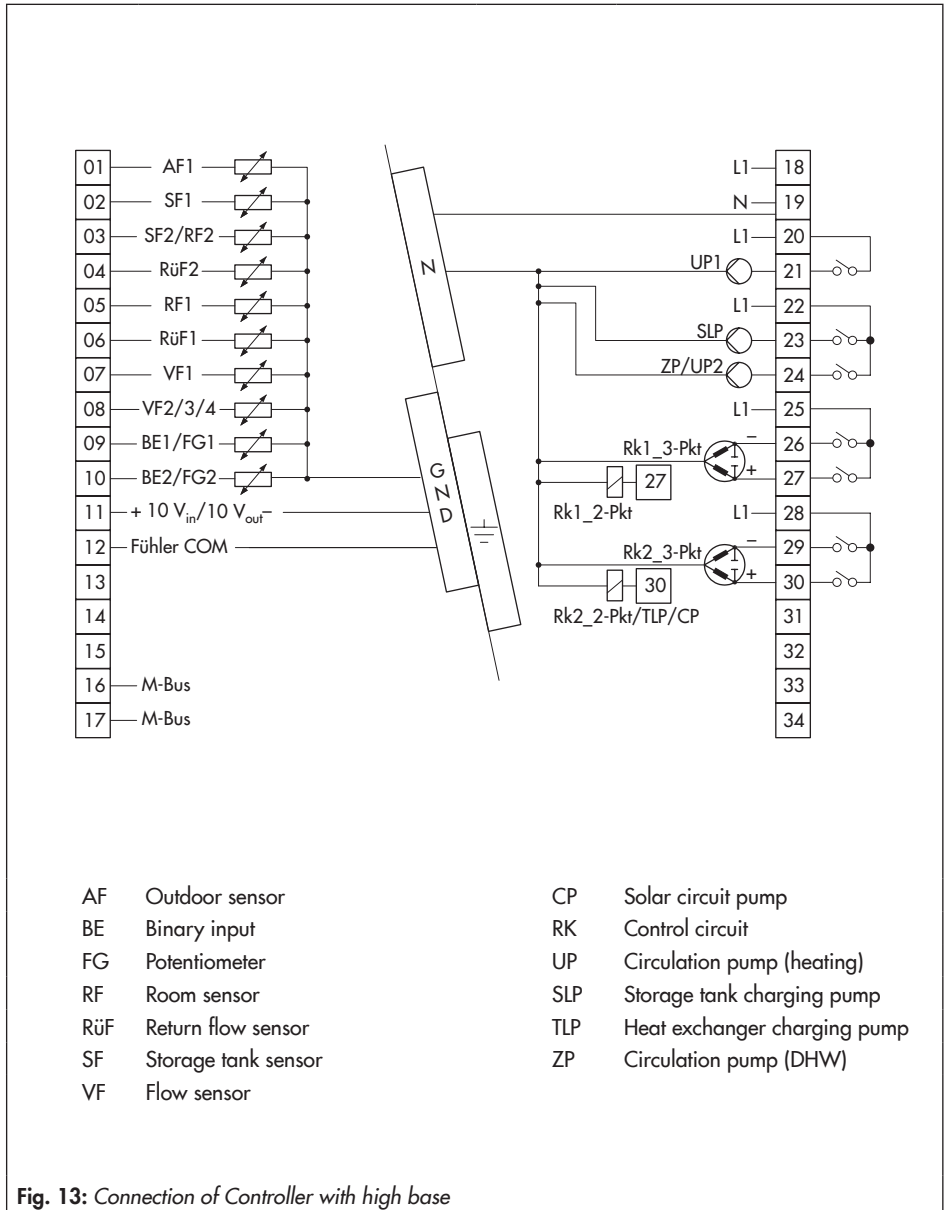 01 AF1 L1 18
02 SF1 N 19
03 SF2/RF2 L1 20
04 RüF2 N UP1 21
05 RF1 L1 22
06 RüF1 SLP 23
07 VF1 ZP/UP2 24
08 VF2/3/4 L1 25
09 BE1/FG1 Rk1_3-Pkt – 26
10 BE2/FG2 GND 27 + 27
11 + 10 Vin/10 Vout– Rk1_2-Pkt L1 28
12 Fühler COM Rk2_3-Pkt – 29
13 30 + 30
14 Rk2_2-Pkt/TLP/CP 31
15 32
16 M-Bus 33
17 M-Bus 34
AF Outdoor sensor
BE Binary input
FG Potentiometer
RF Room sensor
RüF Return flow sensor
SF Storage tank sensor
VF Flow sensor
CP Solar circuit pump
RK Control circuit
UP Circulation pump (heating)
SLP Storage tank charging pump
TLP Heat exchanger charging pump
ZP Circulation pump (DHW)
Fig. 13: Connection of Controller with high base